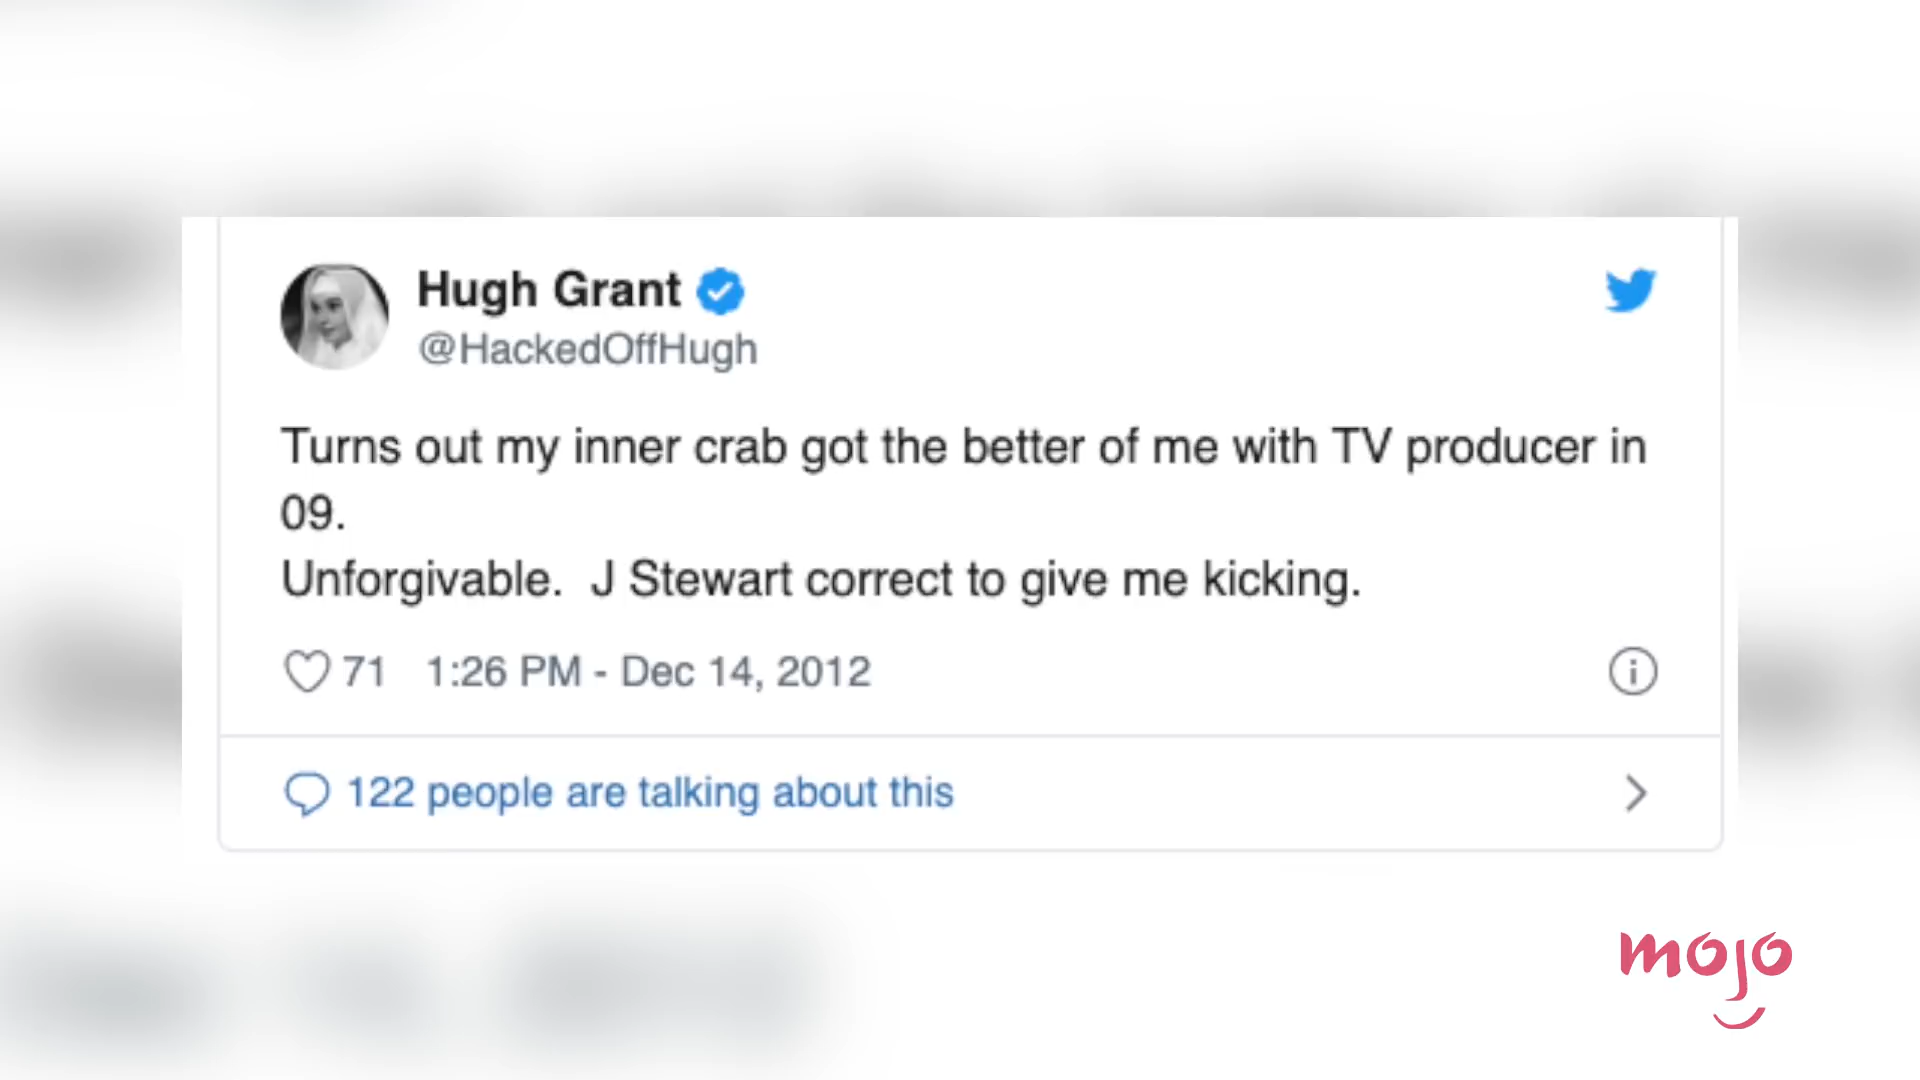 Hugh Grant
@HackedOffHugh
Turns out my inner crab got the better of me with TV producer in
09.
Unforgivable.  J Stewart correct to give me kicking.
71 1:26 PM - Dec 14, 2012
122 people are talking about this
mojo